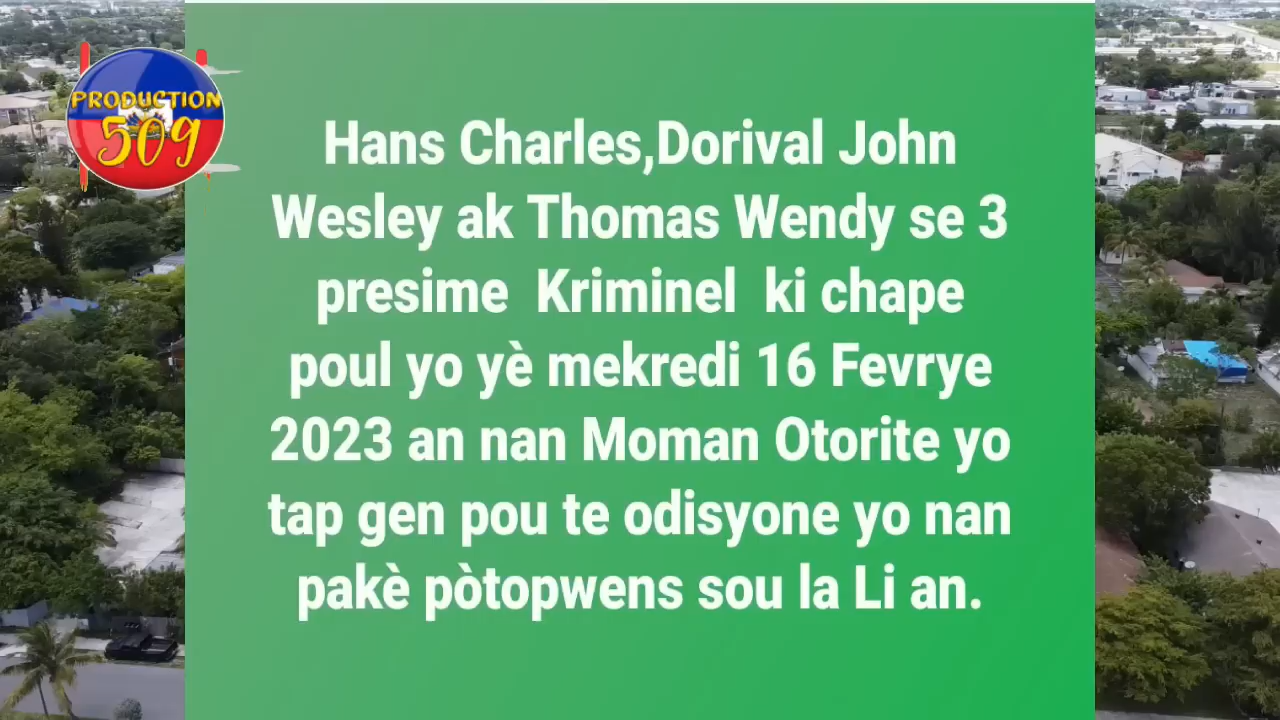 PRODUCTION
509
Hans Charles,Dorival John
Wesley ak Thomas Wendy se 3
presime Kriminel ki chape
poul yo yè mekredi 16 Fevrye
2023 an nan Moman Otorite yo
tap gen pou te odisyone yo nan
pakè pòtopwens sou la Li an.